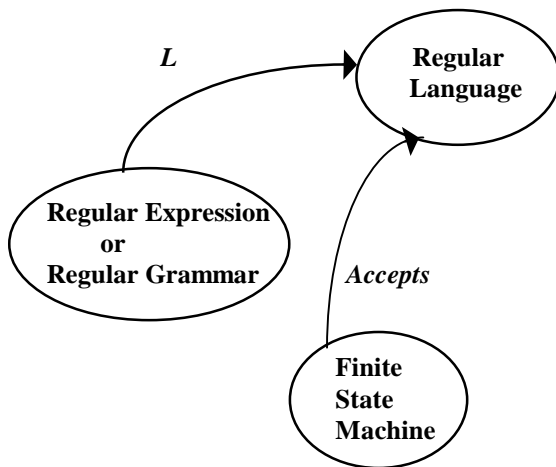 L
Regular
Language
Regular Expression
or
Regular Grammar
Accepts
Finite
State
Machine